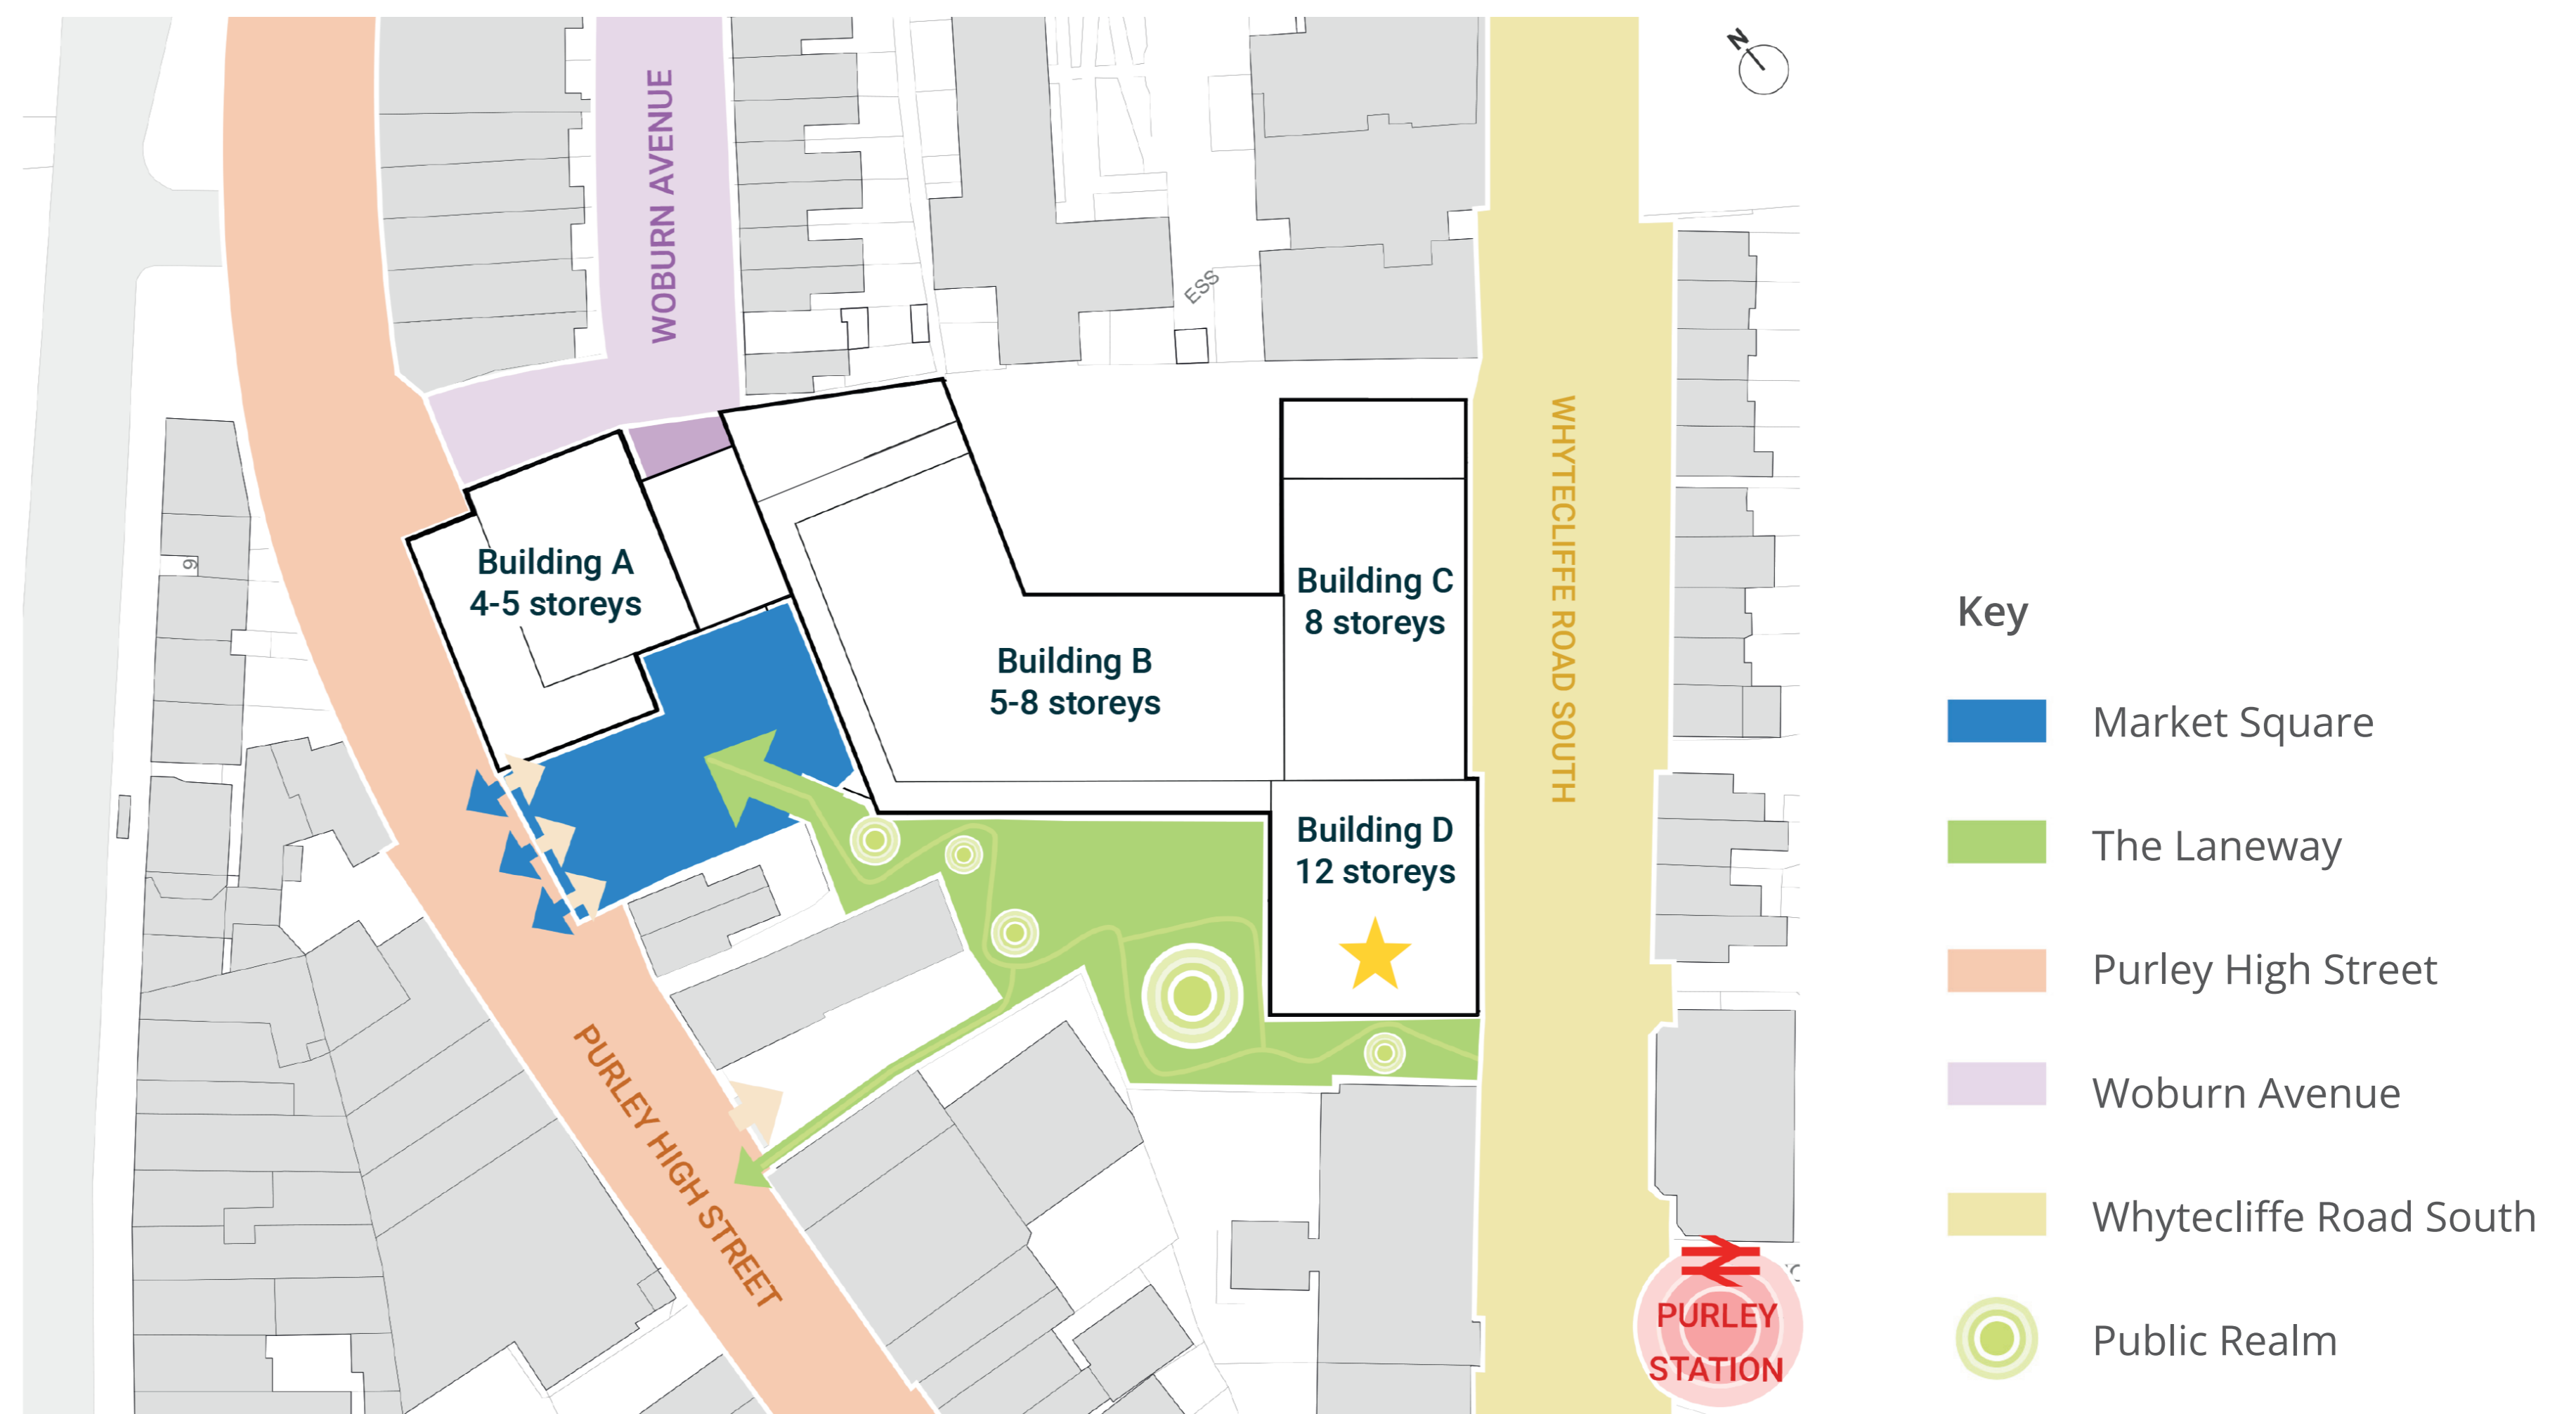 N
WOBURN AVENUE
ESS
WHYTECLIFFE ROAD SOUTH
9
Building A
4-5 storeys
Building B
5-8 storeys
Building C
8 storeys
Building D
12 storeys
PURLEY HIGH STREET
PURLEY
STATION
Key
Market Square
The Laneway
Purley High Street
Woburn Avenue
Whytecliffe Road South
Public Realm